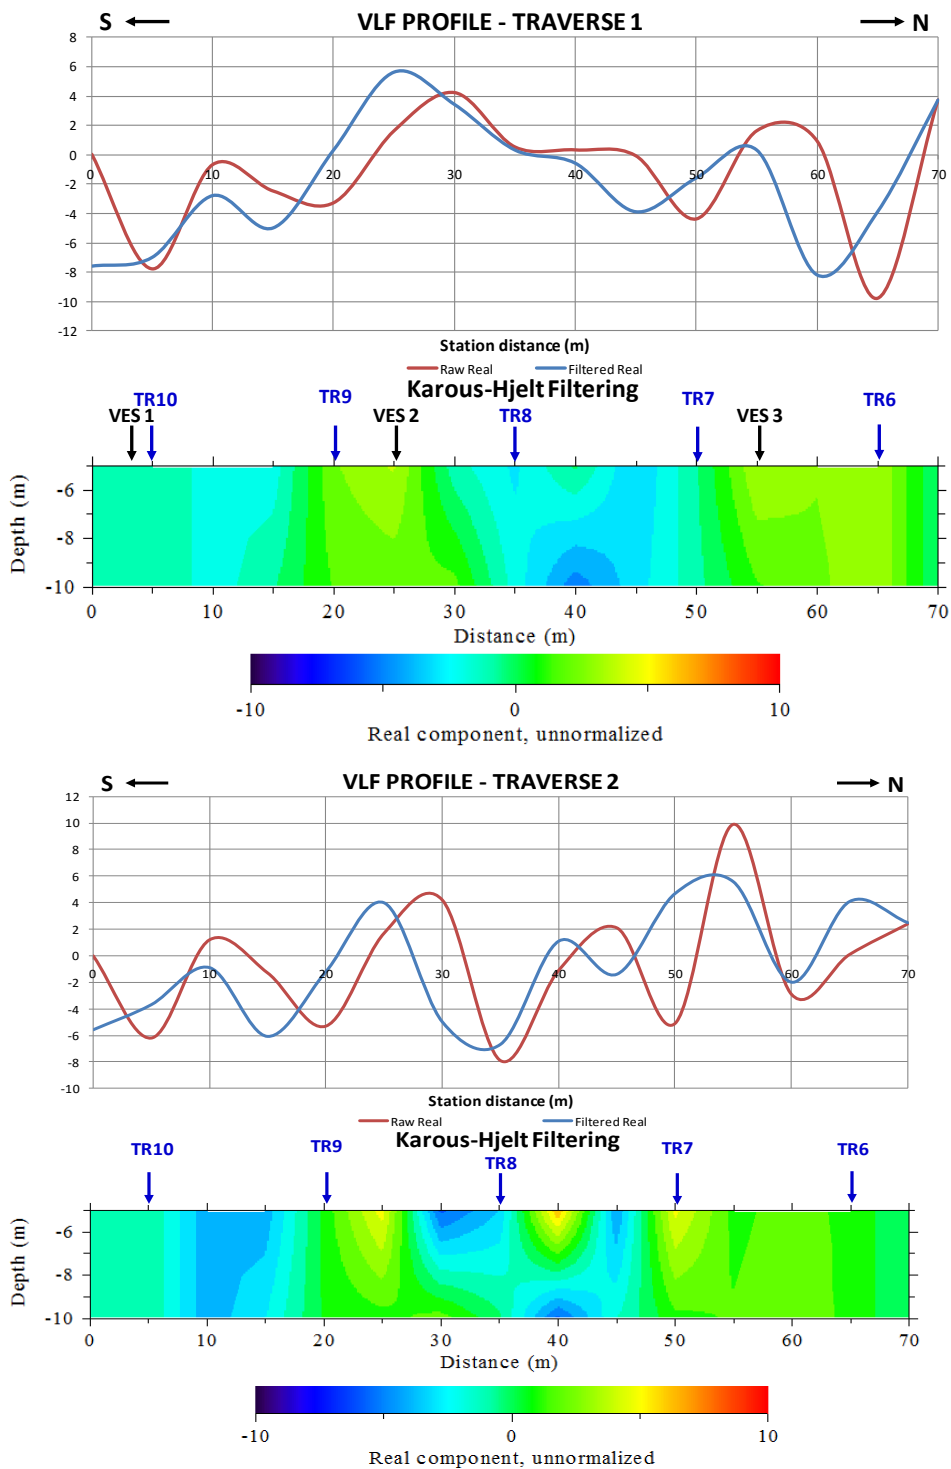 S VLF PROFILE - TRAVERSE 1 N
8
6
4
2
0
-2
-4
-6
-8
-10
-12
0 10 20 30 40 50 60 70
Station distance (m)
Raw Real Filtered Real
Karous-Hjelt Filtering
TR10 TR9 TR8 TR7 TR6
VES 1 VES 2 VES 3
Depth (m)
-6
-8
-10
0 10 20 30 40 50 60 70
Distance (m)
-10 0 10
Real component, unnormalized
S VLF PROFILE - TRAVERSE 2 N
12
10
8
6
4
2
0
-2
-4
-6
-8
-10
0 10 20 30 40 50 60 70
Station distance (m)
Raw Real Filtered Real
Karous-Hjelt Filtering
TR10 TR9 TR8 TR7 TR6
Depth (m)
-6
-8
-10
0 10 20 30 40 50 60 70
Distance (m)
-10 0 10
Real component, unnormalized